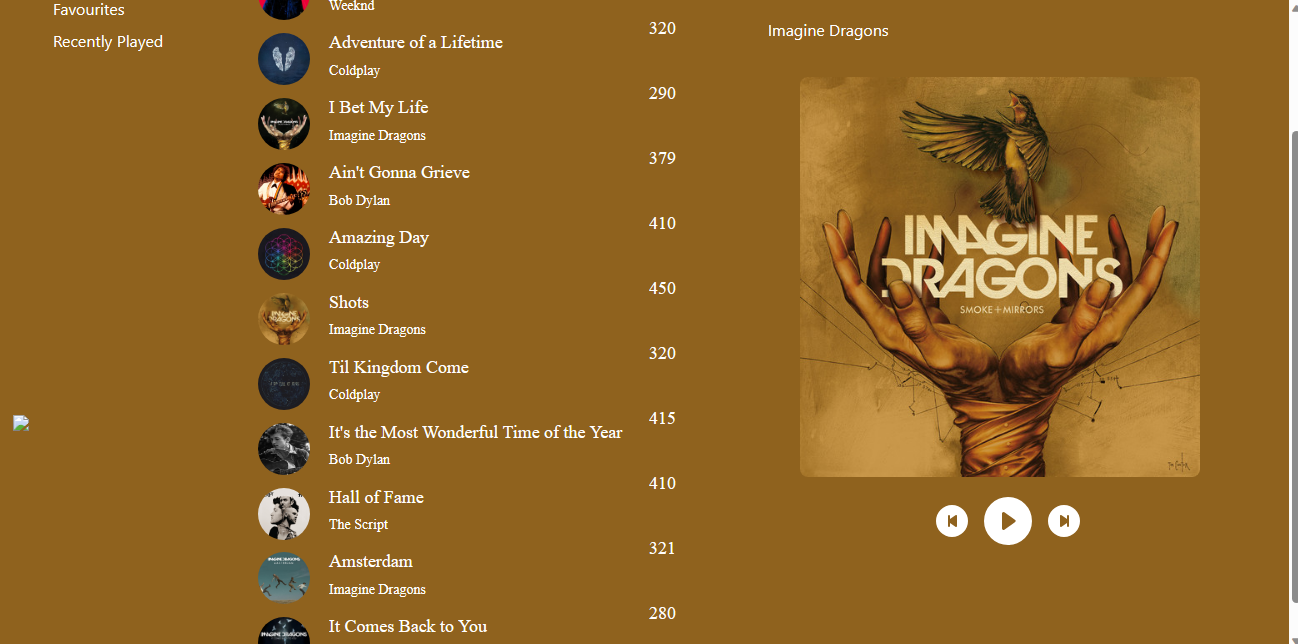 Favourites
Recently Played
Weeknd
320
Adventure of a Lifetime
Coldplay
290
I Bet My Life
Imagine Dragons
379
Ain't Gonna Grieve
Bob Dylan
410
Amazing Day
Coldplay
450
Shots
Imagine Dragons
320
Til Kingdom Come
Coldplay
415
It's the Most Wonderful Time of the Year
Bob Dylan
410
Hall of Fame
The Script
321
Amsterdam
Imagine Dragons
280
It Comes Back to You
Imagine Dragons
IMAGINE
DRAGONS
SMOKE + MIRRORS